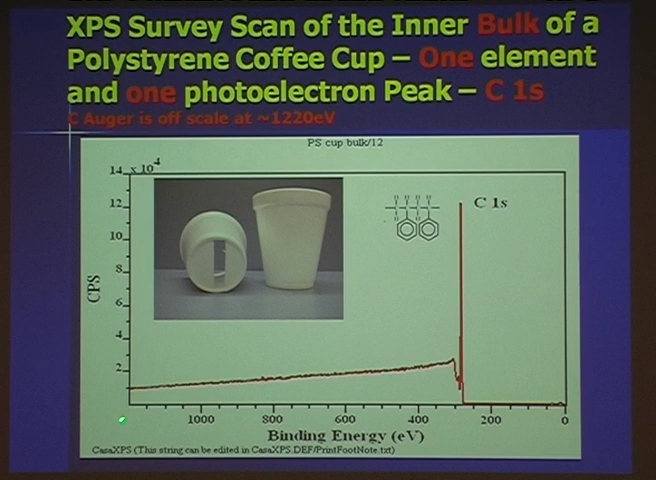 XPS Survey Scan of the Inner Bulk of a
Polystyrene Coffee Cup – One element
and one photoelectron Peak – C 1s
C Auger is off scale at ~1220eV
PS cup bulk/12
14 x 10^4
12
10
8
6
4
2
CPS
C 1s
1000 800 600 400 200 0
Binding Energy (eV)
CasaXPS (This string can be edited in CasaXPS.DEF/PrintFootNote.txt)